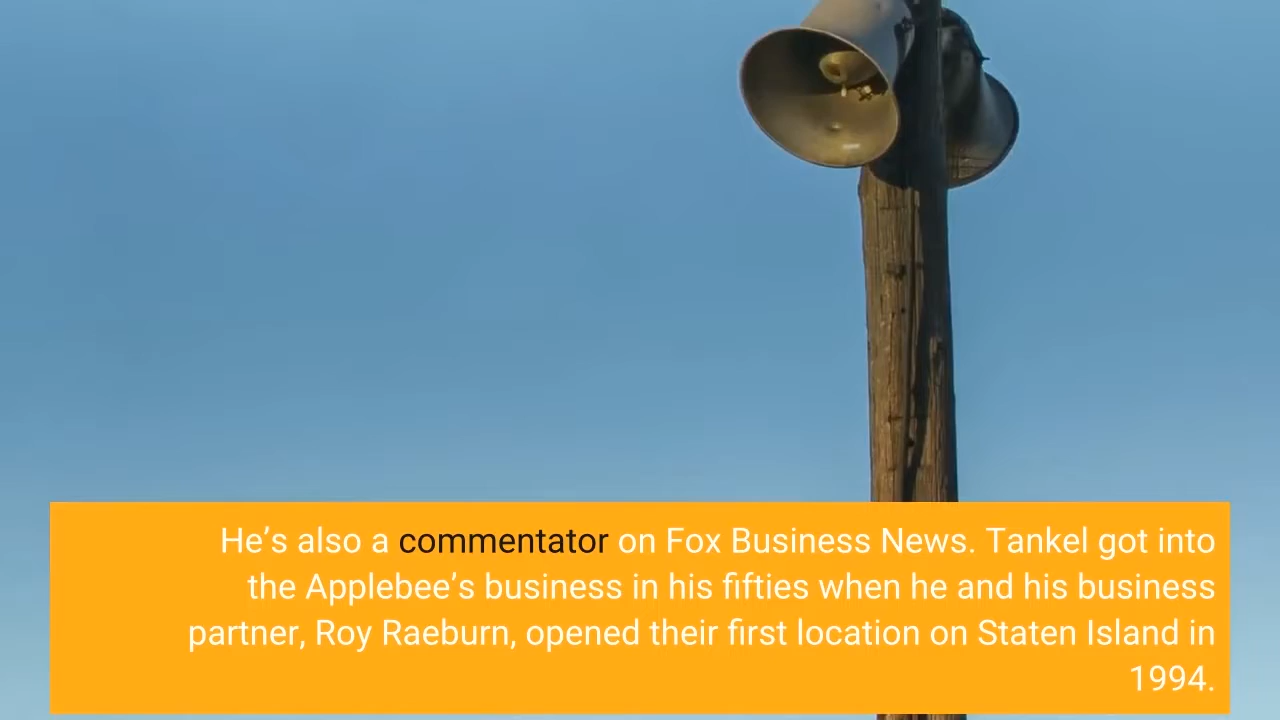 He’s also a commentator on Fox Business News. Tankel got into
the Applebee’s business in his fifties when he and his business
partner, Roy Raeburn, opened their first location on Staten Island in
1994.